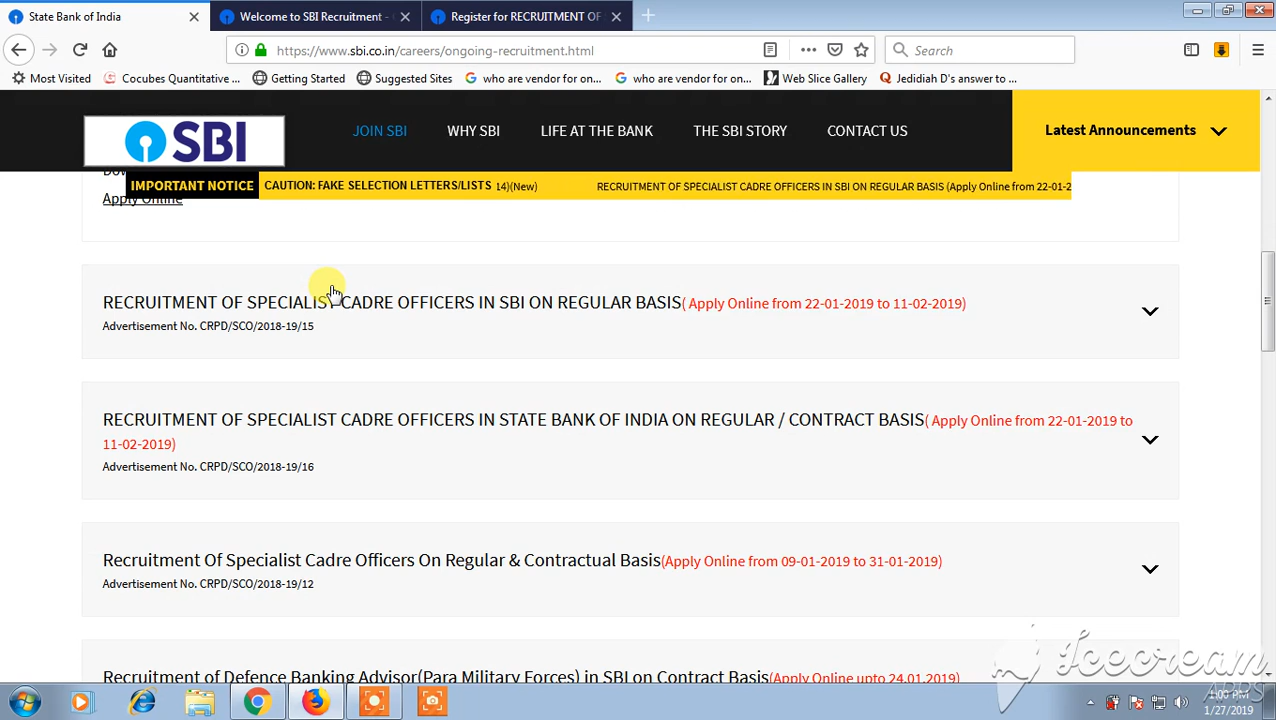 State Bank of India
Welcome to SBI Recruitment -
Register for RECRUITMENT OF
https://www.sbi.co.in/careers/ongoing-recruitment.html
Search
Most Visited
Cocubes Quantitative ...
Getting Started
Suggested Sites
who are vendor for on...
who are vendor for on...
Web Slice Gallery
Jedidiah D's answer to ...
SBI
JOIN SBI
WHY SBI
LIFE AT THE BANK
THE SBI STORY
CONTACT US
Latest Announcements
IMPORTANT NOTICE
CAUTION: FAKE SELECTION LETTERS/LISTS
14)(New)
RECRUITMENT OF SPECIALIST CADRE OFFICERS IN SBI ON REGULAR BASIS (Apply Online from 22-01-2
Apply Online
RECRUITMENT OF SPECIALIST CADRE OFFICERS IN SBI ON REGULAR BASIS( Apply Online from 22-01-2019 to 11-02-2019)
Advertisement No. CRPD/SCO/2018-19/15
RECRUITMENT OF SPECIALIST CADRE OFFICERS IN STATE BANK OF INDIA ON REGULAR / CONTRACT BASIS( Apply Online from 22-01-2019 to
11-02-2019)
Advertisement No. CRPD/SCO/2018-19/16
Recruitment Of Specialist Cadre Officers On Regular & Contractual Basis(Apply Online from 09-01-2019 to 31-01-2019)
Advertisement No. CRPD/SCO/2018-19/12
Recruitment of Defence Banking Advisor(Para Military Forces) in SBI on Contract Basis(Apply Online upto 24.01.2019)
Icecream
APPS
1:00 PM
1/27/2019